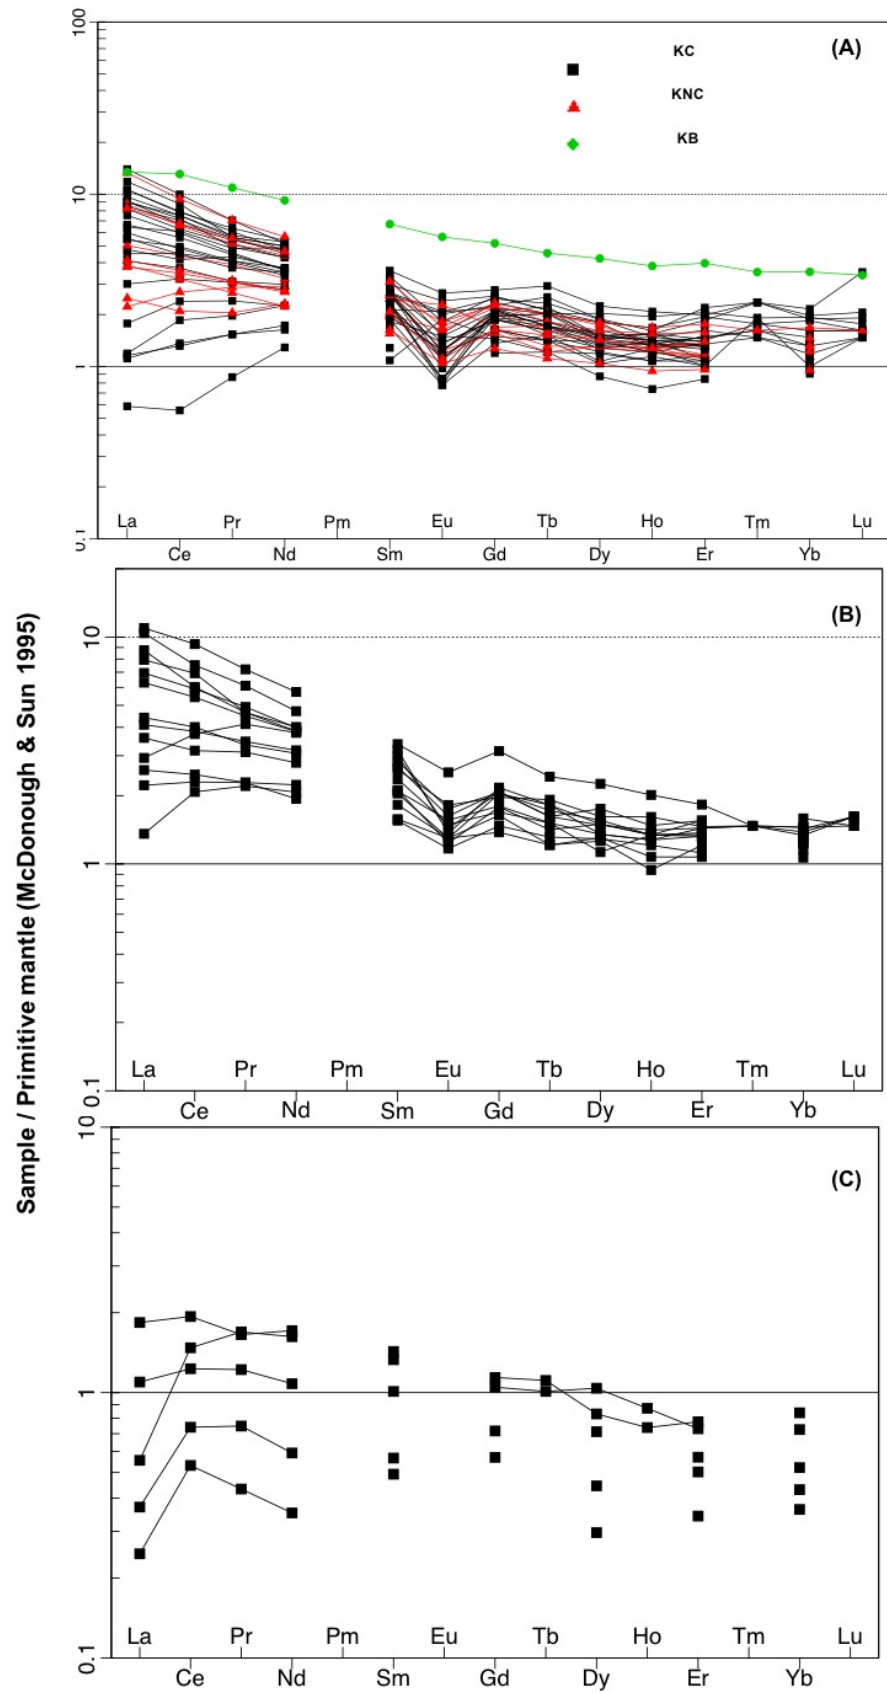 Sample / Primitive mantle (McDonough & Sun 1995)
(A)
KC
KNC
KB
100
10
1
0.1
La Pr Pm Eu Tb Ho Tm Lu
Ce Nd Sm Gd Dy Er Yb
(B)
10
1
0.1
La Pr Pm Eu Tb Ho Tm Lu
Ce Nd Sm Gd Dy Er Yb
(C)
10
1
0.1
La Pr Pm Eu Tb Ho Tm Lu
Ce Nd Sm Gd Dy Er Yb